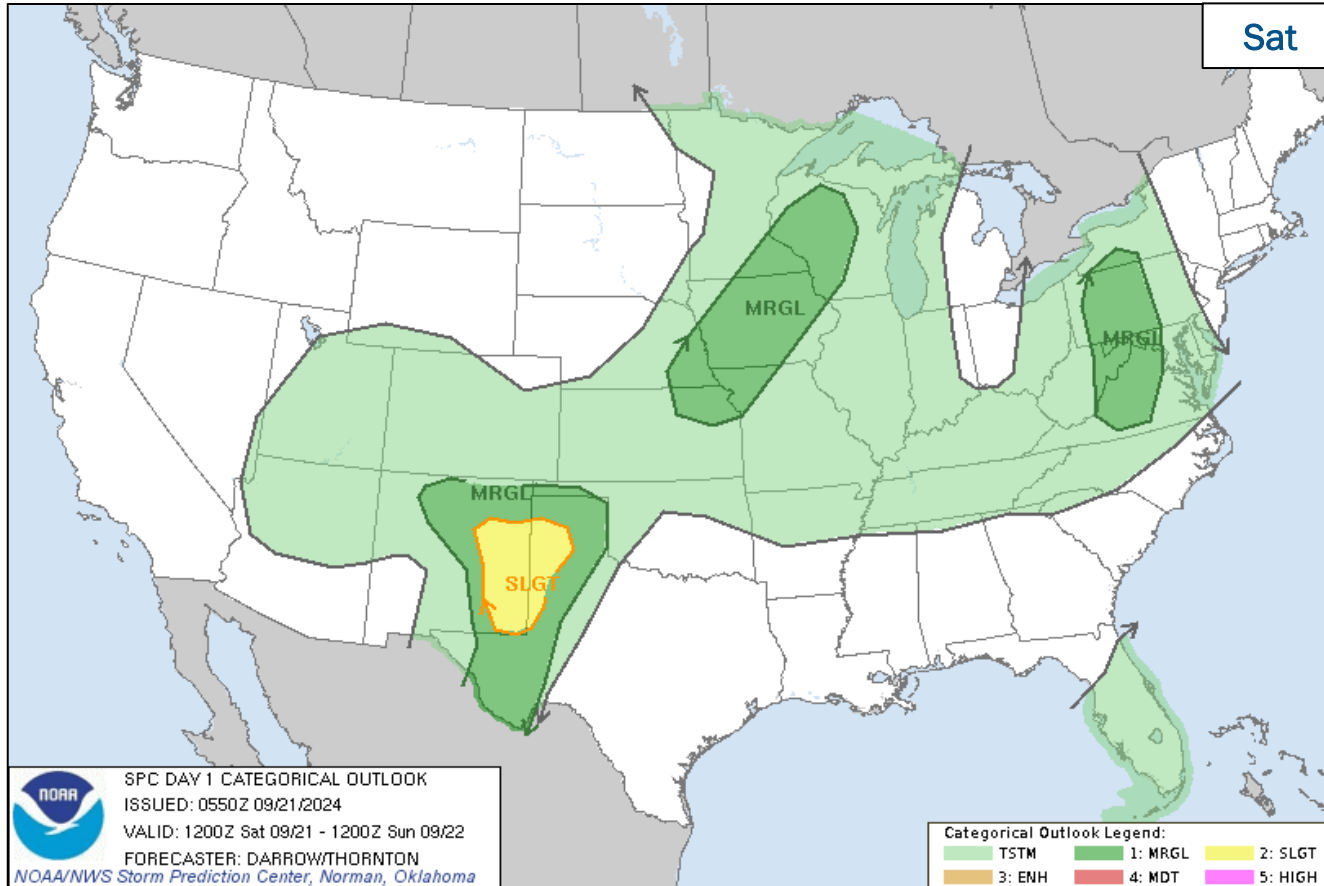 Sat
MRGL
MRGL
MRGL
SLGT
NOAA
SPC DAY 1 CATEGORICAL OUTLOOK
ISSUED: 0550Z 09/21/2024
VALID: 1200Z Sat 09/21 - 1200Z Sun 09/22
FORECASTER: DARROW/THORNTON
NOAA/NWS Storm Prediction Center, Norman, Oklahoma
Categorical Outlook Legend:
TSTM 1: MRGL 2: SLGT
3: ENH 4: MDT 5: HIGH